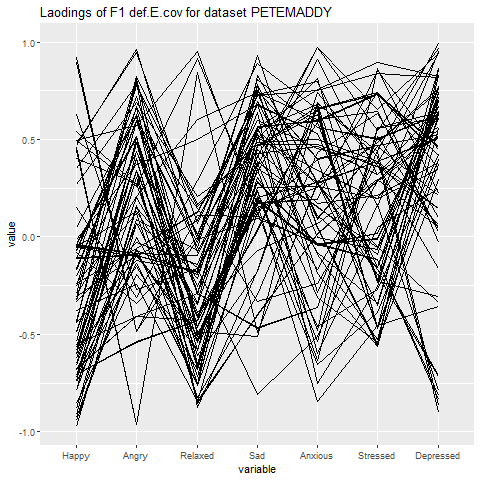 Laodings of F1 def.E.cov for dataset PETEMADDY
1.0
0.5
0.0
-0.5
-1.0
value
Happy Angry Relaxed Sad Anxious Stressed Depressed
variable